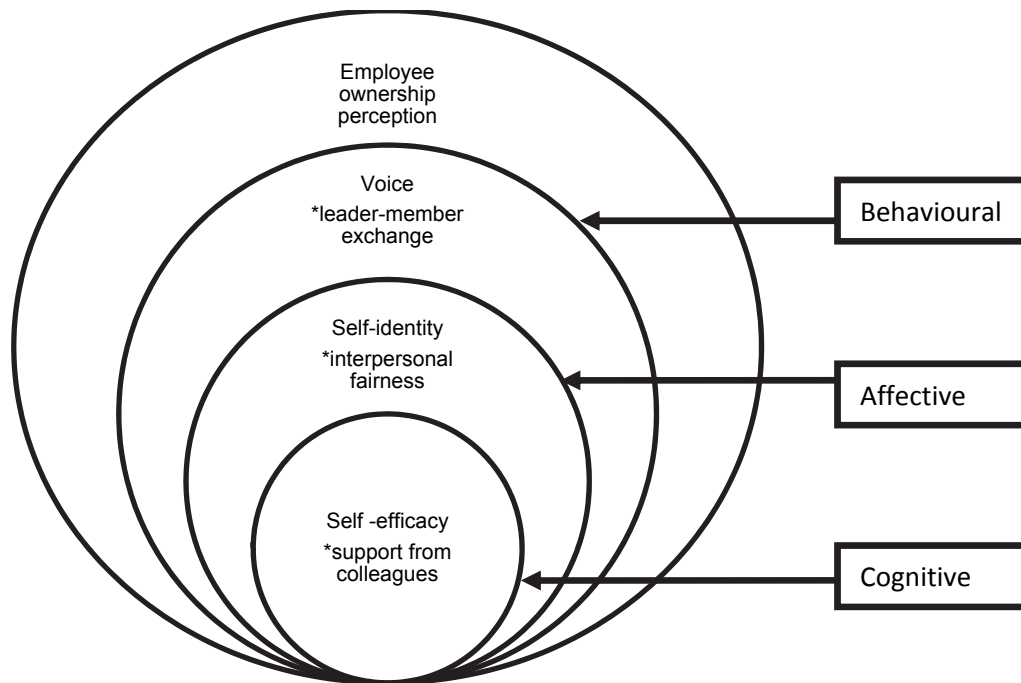 Employee
ownership
perception
Voice
*leader-member
exchange
Behavioural
Self-identity
*interpersonal
fairness
Affective
Self -efficacy
*support from
colleagues
Cognitive